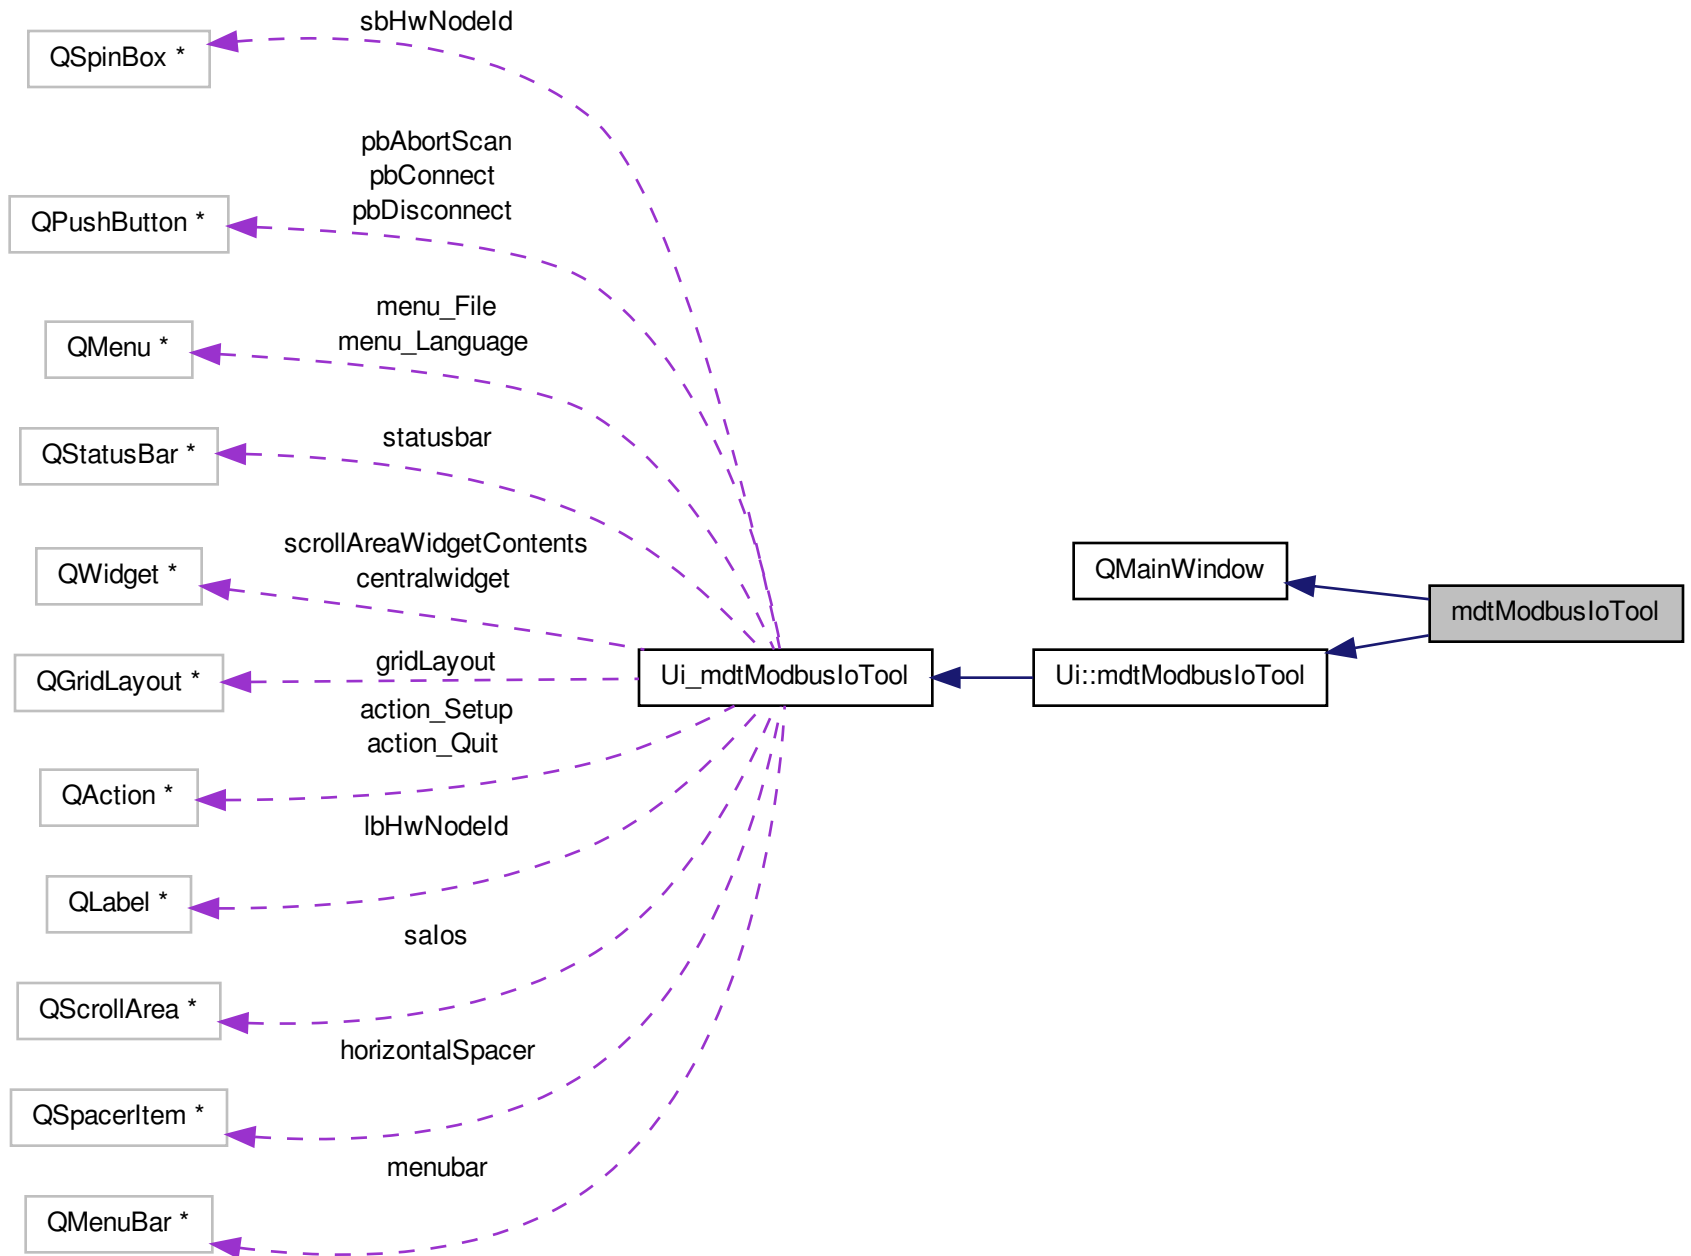 sbHwNodeId
QSpinBox *
pbAbortScan
pbConnect
pbDisconnect
QPushButton *
menu_File
menu_Language
QMenu *
statusbar
QStatusBar *
scrollAreaWidgetContents
centralwidget
QWidget *
QMainWindow
mdtModbusIoTool
gridLayout
QGridLayout *
Ui_mdtModbusIoTool
Ui::mdtModbusIoTool
action_Setup
action_Quit
QAction *
lbHwNodeId
QLabel *
saIos
QScrollArea *
horizontalSpacer
QSpacerItem *
menubar
QMenuBar *